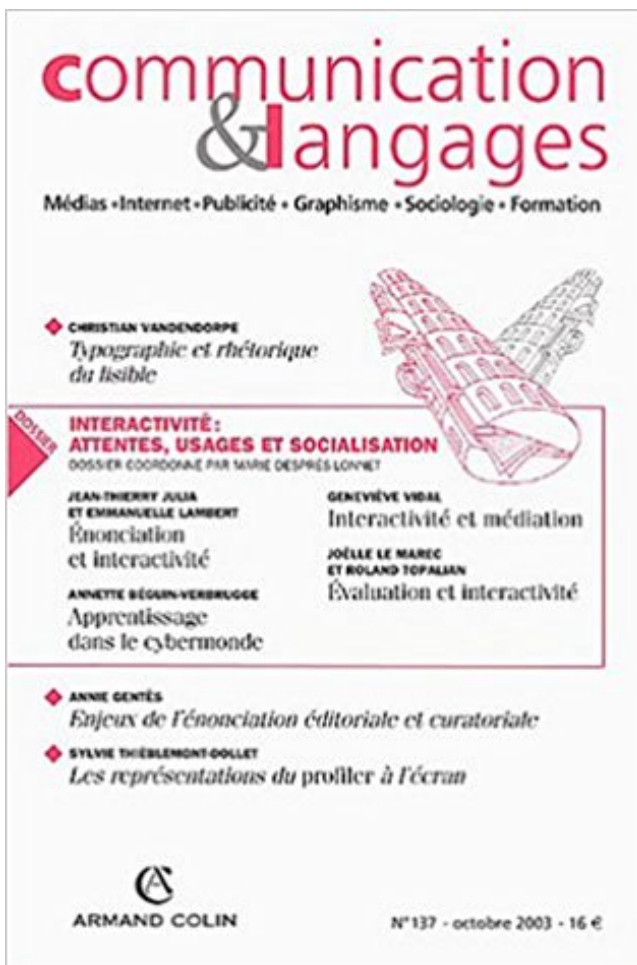 communication
&langages
Médias • Internet • Publicité • Graphisme • Sociologie • Formation
CHRISTIAN VANDENDORPE
Typographie et rhétorique
du lisible
DOSSIER
INTERACTIVITÉ :
ATTENTES, USAGES ET SOCIALISATION
DOSSIER COORDONNÉ PAR MARIE DESPRÉS LONNET
JEAN-THIERRY JULIA
ET EMMANUELLE LAMBERT
Énonciation
et interactivité
ANNETTE BÉGUIN-VERBRUGGE
Apprentissage
dans le cybermonde
GENEVIÈVE VIDAL
Interactivité et médiation
JOËLLE LE MAREC
ET ROLAND TOPALIAN
Évaluation et interactivité
ANNIE GENTÈS
Enjeux de l'énonciation éditoriale et curatoriale
SYLVIE THIÉBLEMONT-DOLLET
Les représentations du profiler à l'écran
AC
ARMAND COLIN
N°137 - octobre 2003 - 16 €